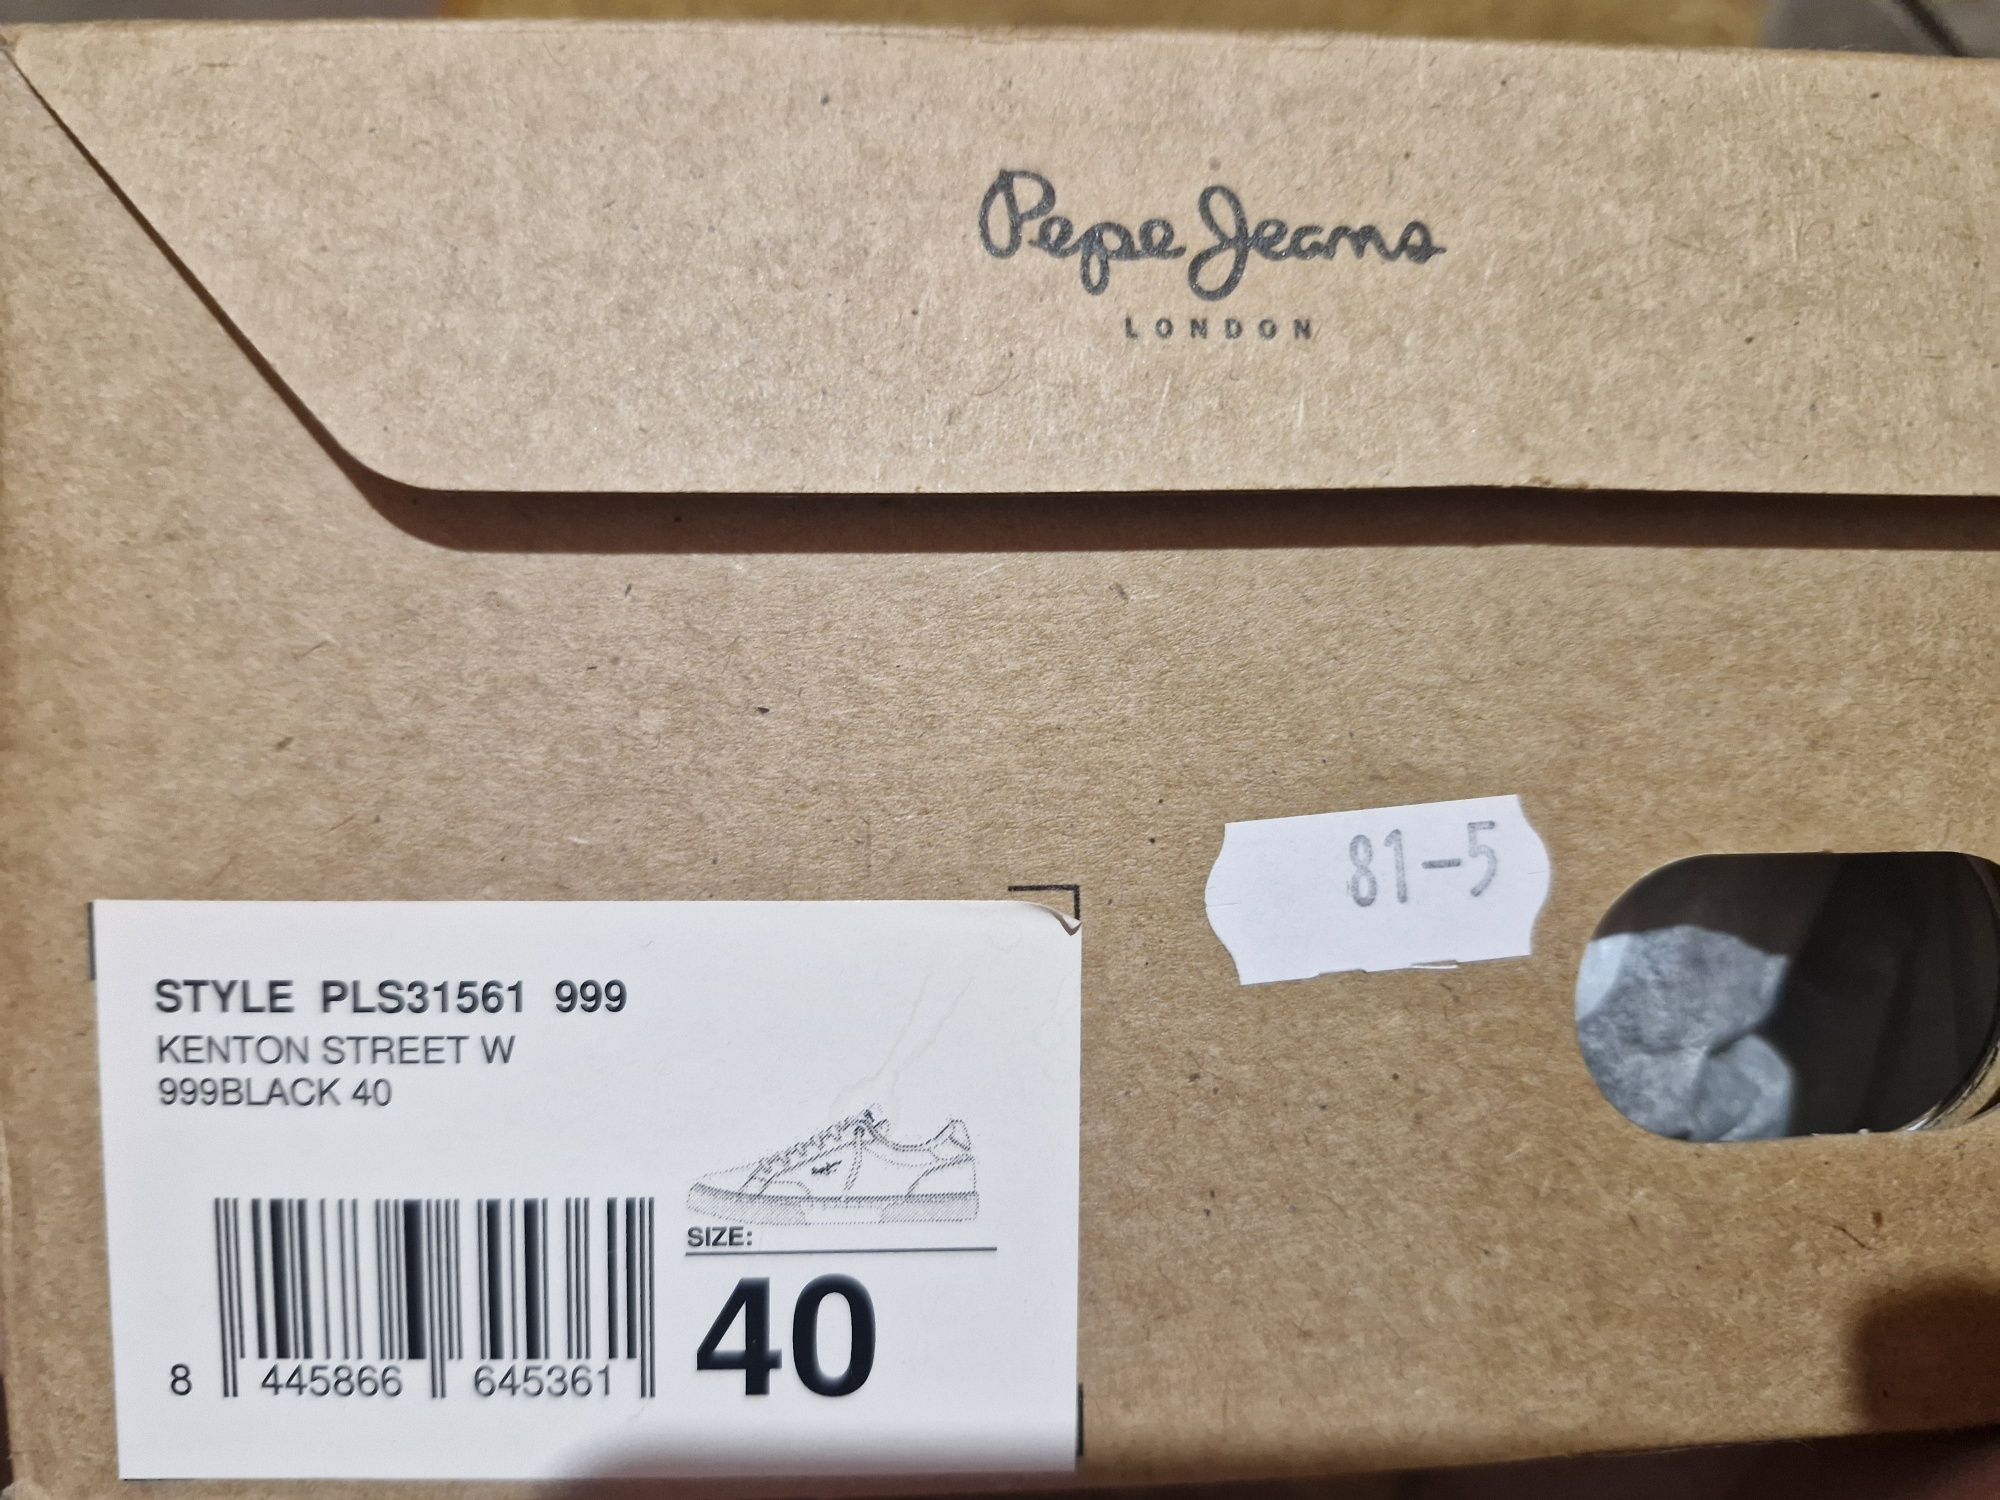 Pepe Jeans
LONDON
81-5
STYLE PLS31561 999
KENTON STREET W
999BLACK 40
SIZE:
40
8 445866 645361